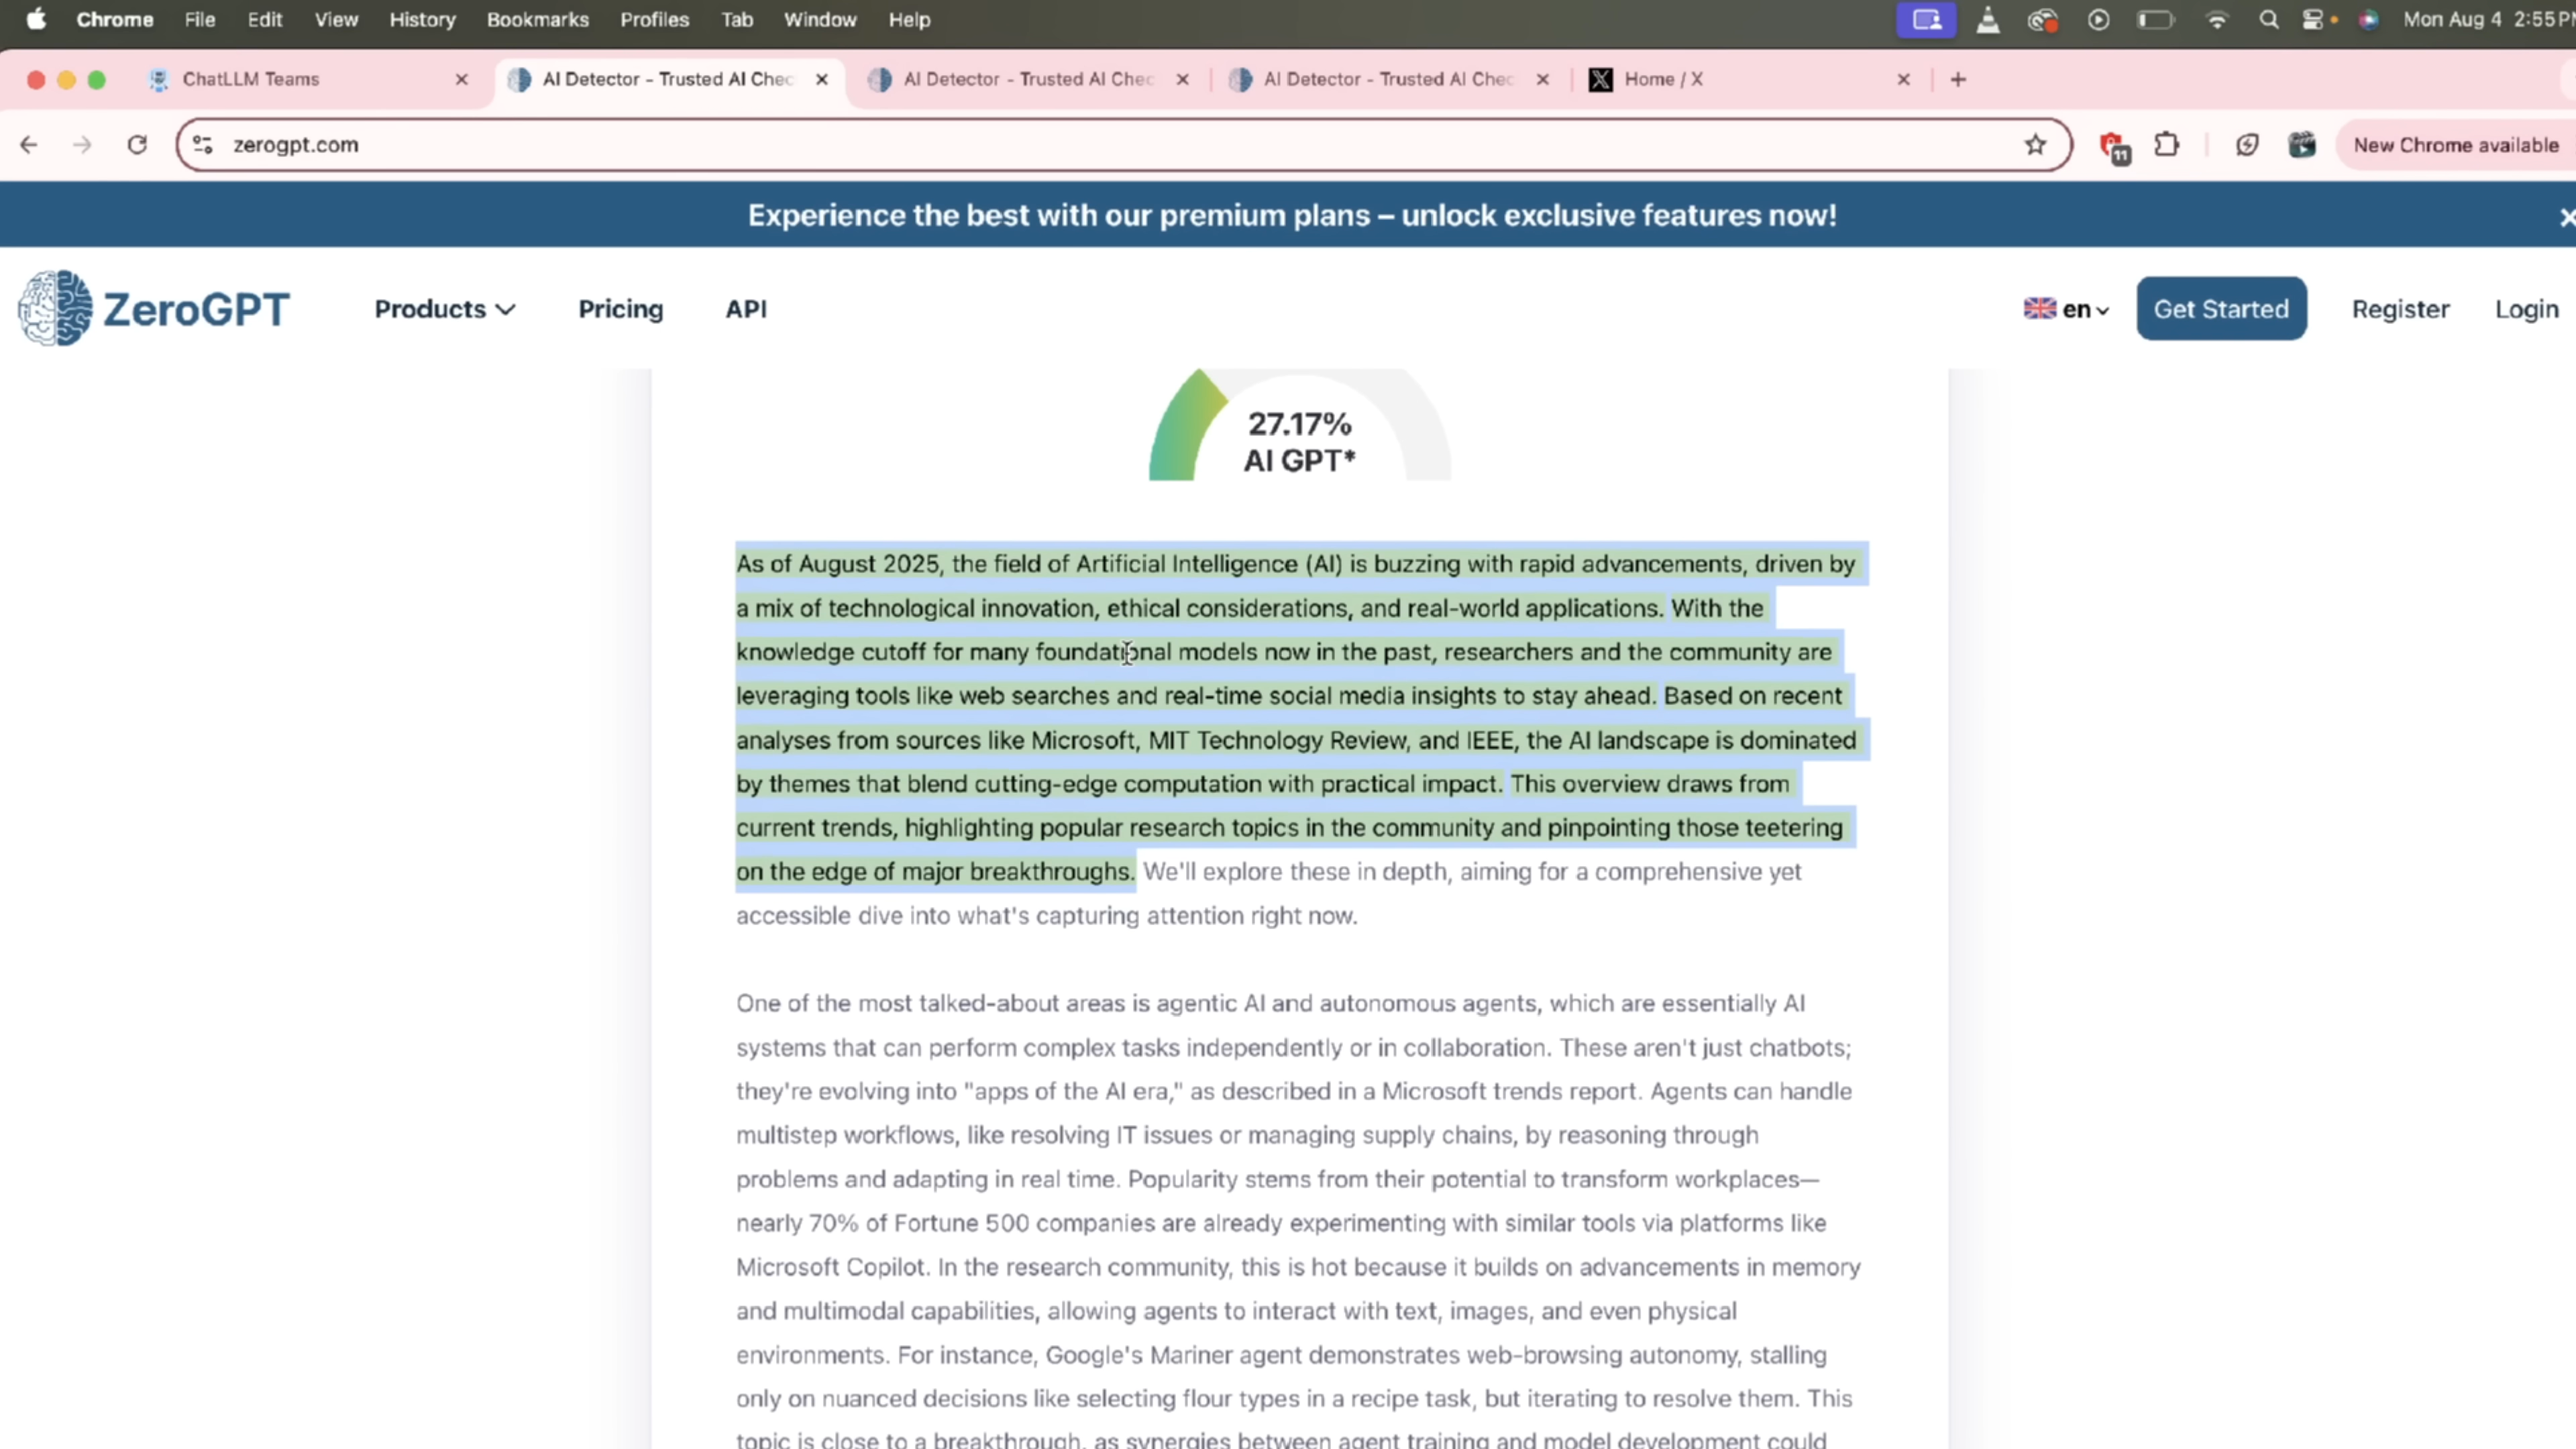 Chrome File Edit View History Bookmarks Profiles Tab Window Help Mon Aug 4 2:55
ChatLLM Teams AI Detector - Trusted AI Chec AI Detector - Trusted AI Chec AI Detector - Trusted AI Chec Home / X
zerogpt.com 11 New Chrome available
Experience the best with our premium plans – unlock exclusive features now!
ZeroGPT Products Pricing API en Get Started Register Login
27.17%
AI GPT*
As of August 2025, the field of Artificial Intelligence (AI) is buzzing with rapid advancements, driven by
a mix of technological innovation, ethical considerations, and real-world applications. With the
knowledge cutoff for many foundational models now in the past, researchers and the community are
leveraging tools like web searches and real-time social media insights to stay ahead. Based on recent
analyses from sources like Microsoft, MIT Technology Review, and IEEE, the AI landscape is dominated
by themes that blend cutting-edge computation with practical impact. This overview draws from
current trends, highlighting popular research topics in the community and pinpointing those teetering
on the edge of major breakthroughs. We'll explore these in depth, aiming for a comprehensive yet
accessible dive into what's capturing attention right now.
One of the most talked-about areas is agentic AI and autonomous agents, which are essentially AI
systems that can perform complex tasks independently or in collaboration. These aren't just chatbots;
they're evolving into "apps of the AI era," as described in a Microsoft trends report. Agents can handle
multistep workflows, like resolving IT issues or managing supply chains, by reasoning through
problems and adapting in real time. Popularity stems from their potential to transform workplaces—
nearly 70% of Fortune 500 companies are already experimenting with similar tools via platforms like
Microsoft Copilot. In the research community, this is hot because it builds on advancements in memory
and multimodal capabilities, allowing agents to interact with text, images, and even physical
environments. For instance, Google's Mariner agent demonstrates web-browsing autonomy, stalling
only on nuanced decisions like selecting flour types in a recipe task, but iterating to resolve them. This
topic is close to a breakthrough, as synergies between agent training and model development could